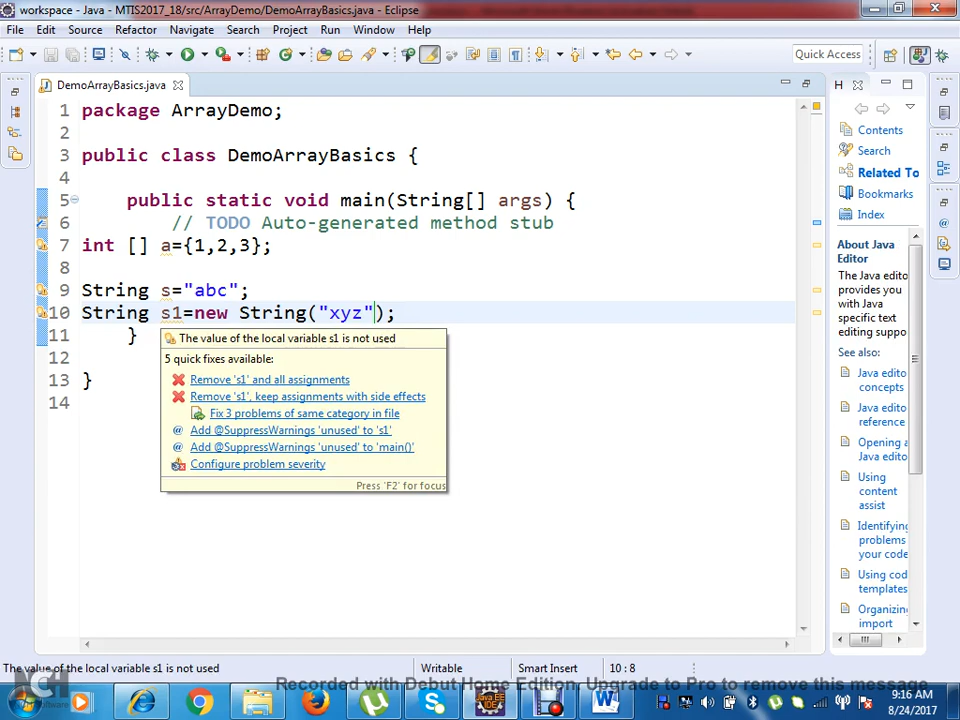 workspace - Java - MTIS2017_18/src/ArrayDemo/DemoArrayBasics.java - Eclipse
File Edit Source Refactor Navigate Search Project Run Window Help
Quick Access
DemoArrayBasics.java
1 package ArrayDemo;
2
3 public class DemoArrayBasics {
4
5 public static void main(String[] args) {
6 // TODO Auto-generated method stub
7 int [] a={1,2,3};
8
9 String s="abc";
10 String s1=new String("xyz");
11 }
12
13 }
14
The value of the local variable s1 is not used
5 quick fixes available:
Remove 's1' and all assignments
Remove 's1', keep assignments with side effects
Fix 3 problems of same category in file
Add @SuppressWarnings 'unused' to 's1'
Add @SuppressWarnings 'unused' to 'main()'
Configure problem severity
Press 'F2' for focus
H
Contents
Search
Related To
Bookmarks
Index
About Java
Editor
The Java editor
provides you
with Java
specific text
editing suppo
See also:
Java edito
concepts
Java edito
reference
Opening a
Java edito
Using
content
assist
Identifying
problems
your code
Using cod
templates
Organizing
import
The value of the local variable s1 is not used
Writable
Smart Insert
10 : 8
NCH Software
Recorded with Debut Home Edition. Upgrade to Pro to remove this message
9:16 AM
8/24/2017